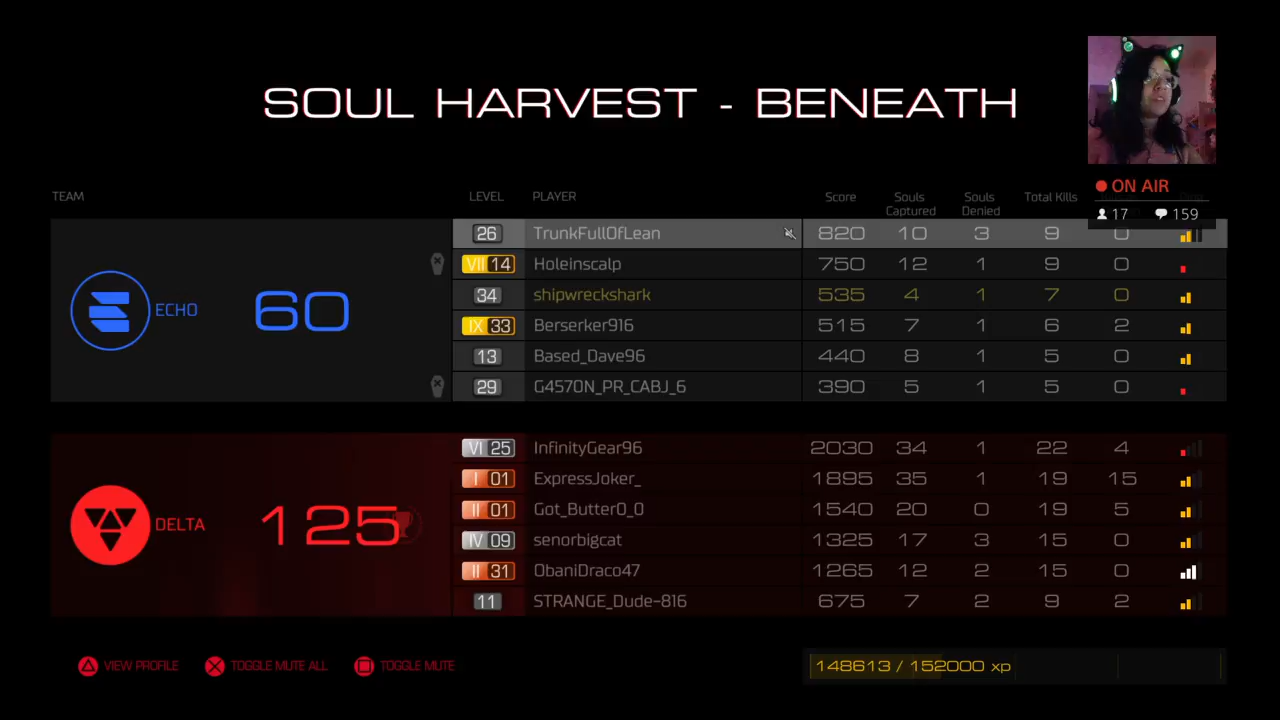 SOUL HARVEST - BENEATH
ON AIR
17 159
TEAM LEVEL PLAYER Score Souls Captured Souls Denied Total Kills
ECHO 60
26 TrunkFullOfLean 820 10 3 9 0
VII 14 Holeinscalp 750 12 1 9 0
34 shipwreckshark 535 4 1 7 0
IX 33 Berserker916 515 7 1 6 2
13 Based_Dave96 440 8 1 5 0
29 G4570N_PR_CABJ_6 390 5 1 5 0
DELTA 125
VI 25 InfinityGear96 2030 34 1 22 4
I 01 ExpressJoker_ 1895 35 1 19 15
II 01 Got_Butter0_0 1540 20 0 19 5
IV 09 senorbigcat 1325 17 3 15 0
II 31 ObaniDraco47 1265 12 2 15 0
11 STRANGE_Dude-816 675 7 2 9 2
VIEW PROFILE TOGGLE MUTE ALL TOGGLE MUTE 148613 / 152000 xp